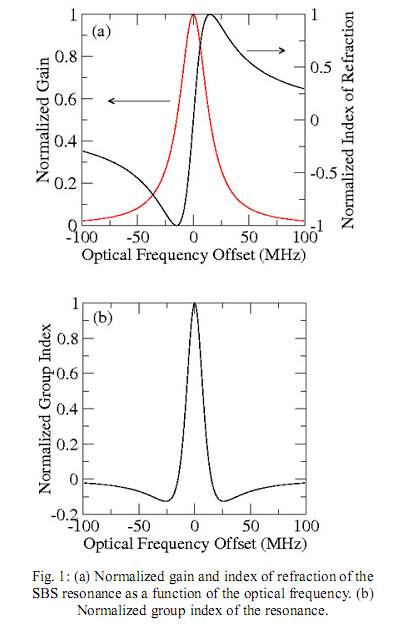 (a)
Normalized Gain
Normalized Index of Refraction
1
0.8
0.6
0.4
0.2
0
1
0.5
0
-0.5
-1
-100 -50 0 50 100
Optical Frequency Offset (MHz)
(b)
Normalized Group Index
1
0.8
0.6
0.4
0.2
0
-0.2
-100 -50 0 50 100
Optical Frequency Offset (MHz)
Fig. 1: (a) Normalized gain and index of refraction of the
SBS resonance as a function of the optical frequency. (b)
Normalized group index of the resonance.